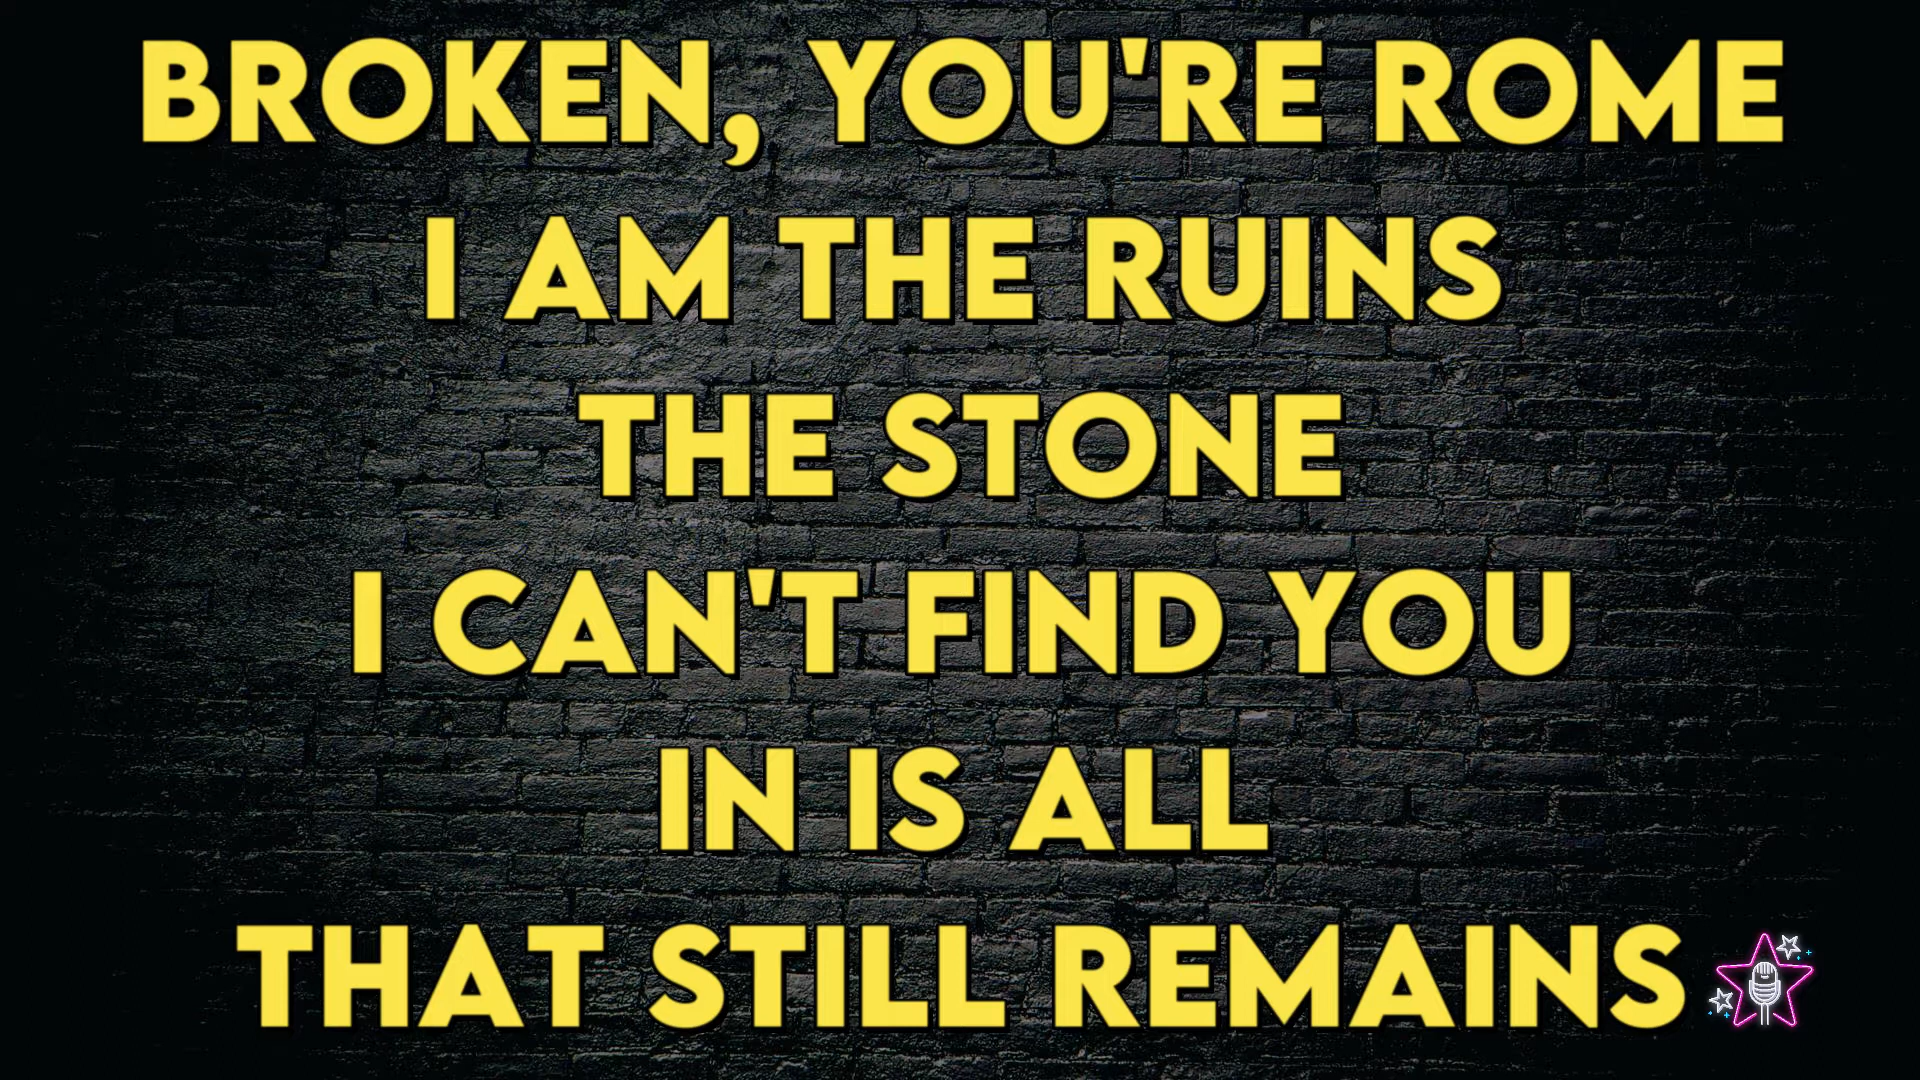 BROKEN, YOU'RE ROME
I AM THE RUINS
THE STONE
I CAN'T FIND YOU
IN IS ALL
THAT STILL REMAINS